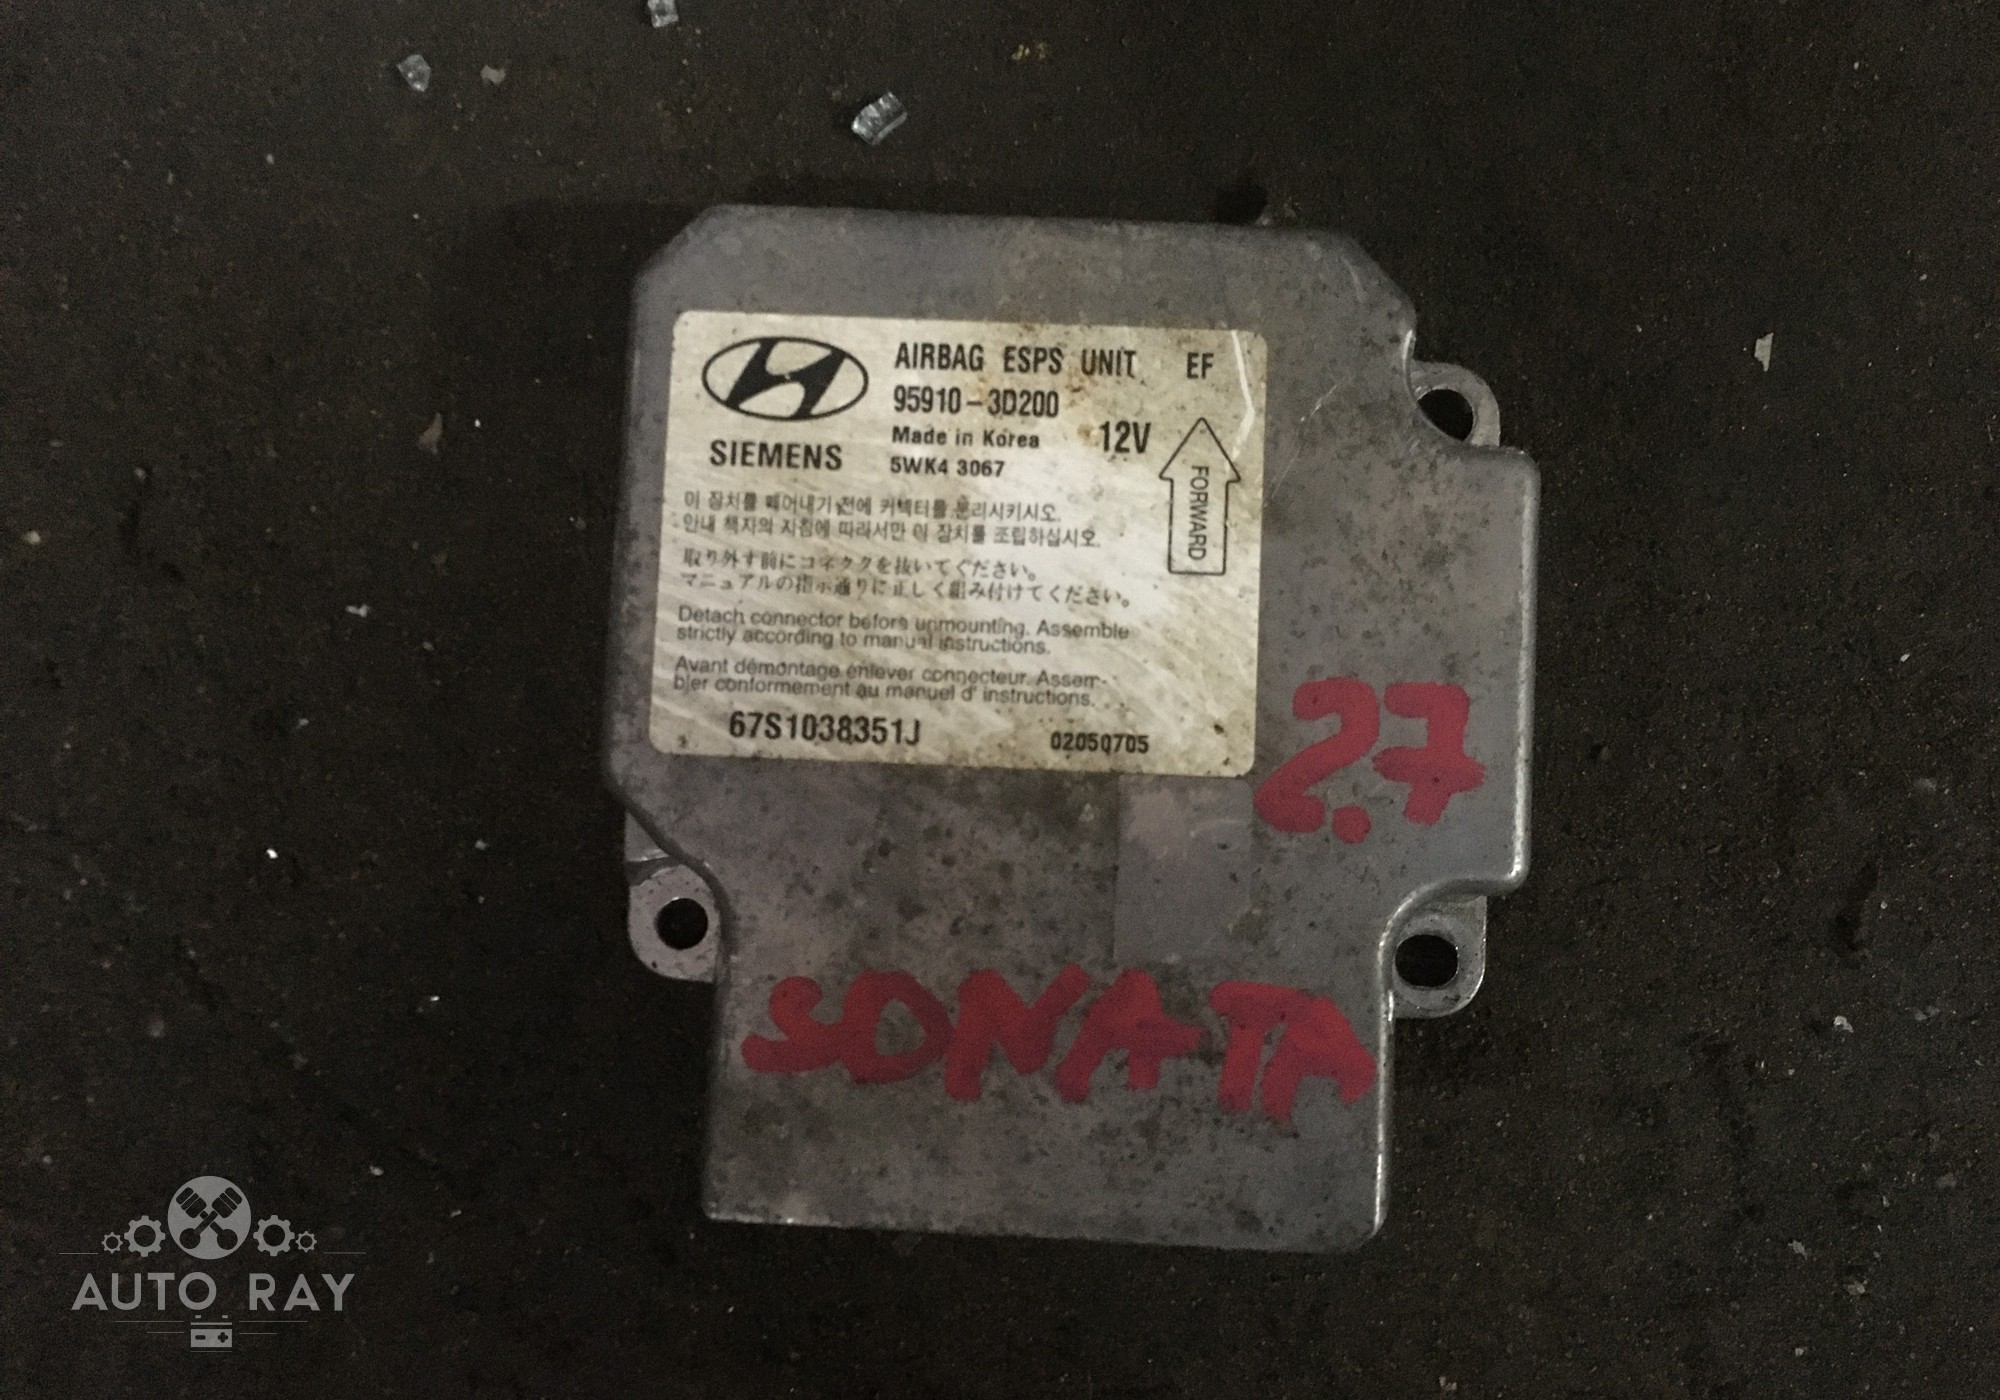 AIRBAG ESPS UNIT EF
95910-3D200
Made in Korea 12V
SIEMENS 5WK4 3067
FORWARD
이 장치를 떼어내기 전에 커넥터를 분리시키시오.
안내 책자의 지침에 따라서만 이 장치를 조립하십시오.
取り外す前にコネクタを抜いてください。
マニュアルの指示通りに正しく組み付けてください。
Detach connector before unmounting. Assemble
strictly according to manual instructions.
Avant démontage enlever connecteur. Assem-
bler conformement au manuel d' instructions.
67S1038351J 02050705
2.7
SONATA
AUTO RAY